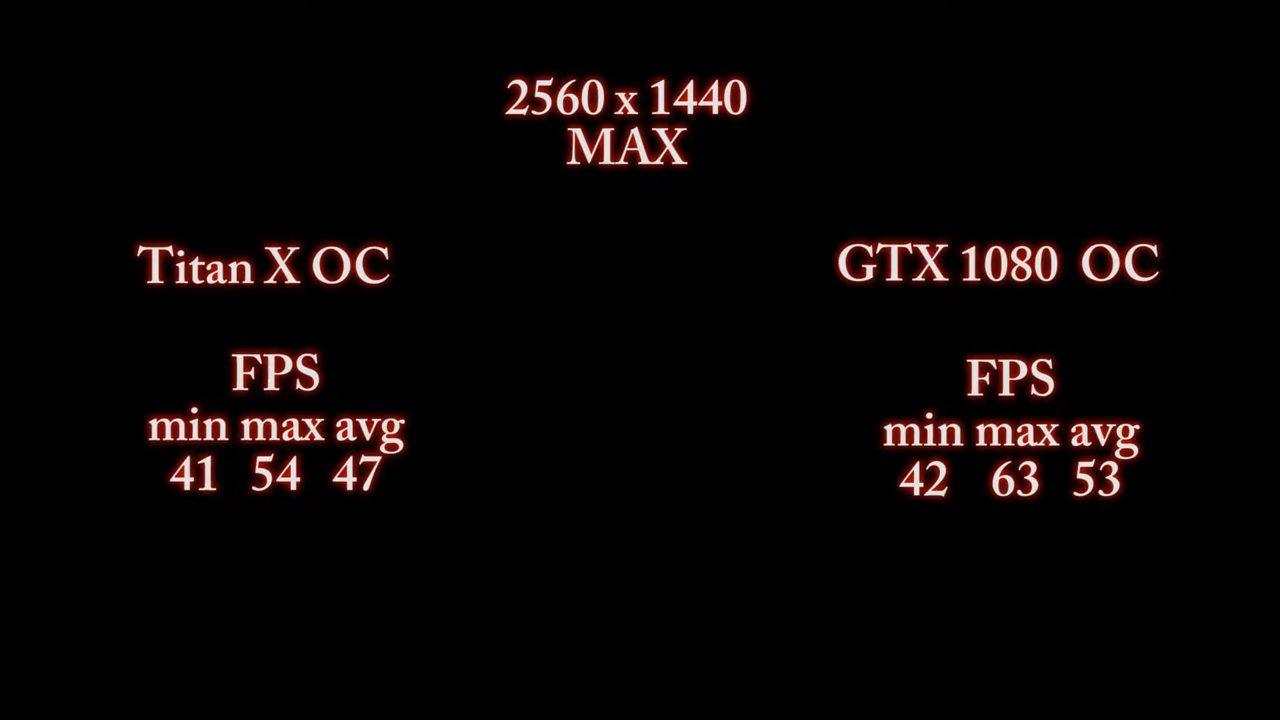 2560 x 1440
MAX
Titan X OC
FPS
min max avg
41 54 47
GTX 1080 OC
FPS
min max avg
42 63 53